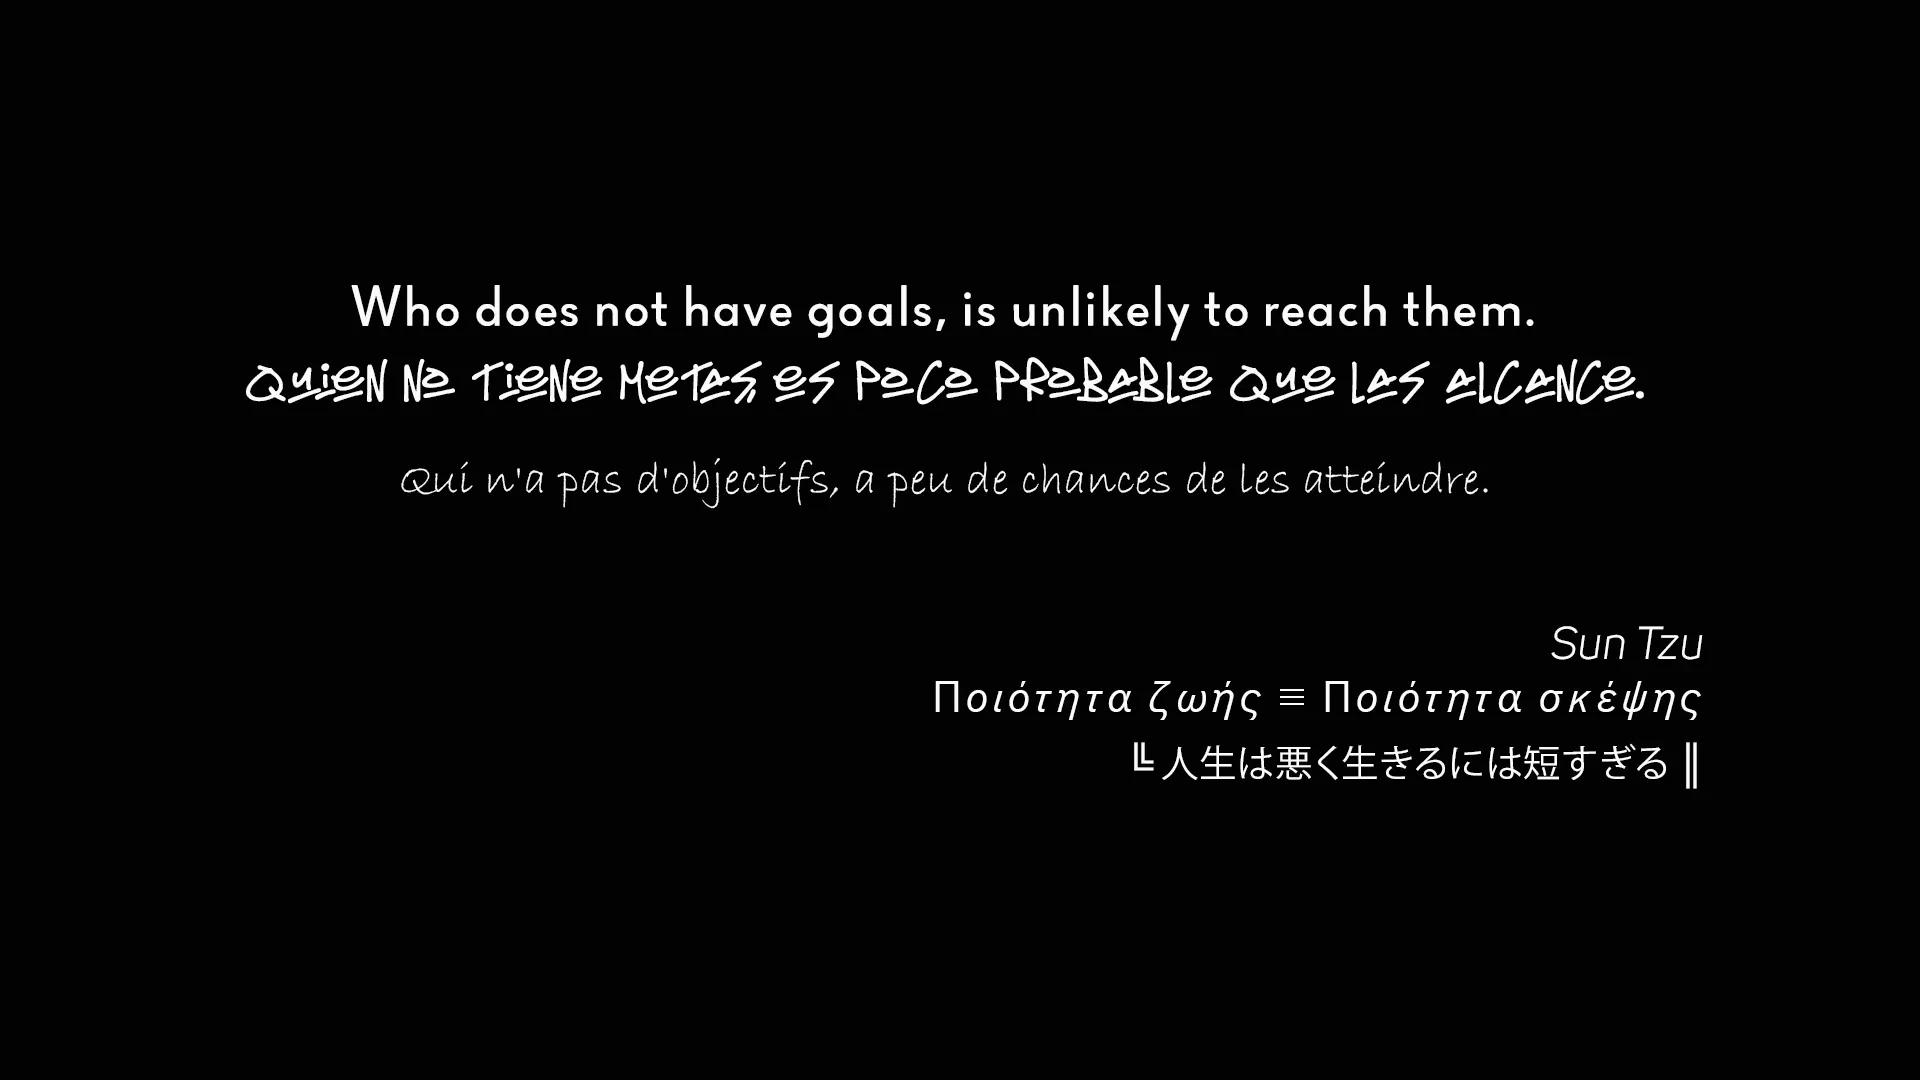 Who does not have goals, is unlikely to reach them.
Quien no tiene metas, es poco probable que las alcance.
Qui n'a pas d'objectifs, a peu de chances de les atteindre.
Sun Tzu
Ποιότητα ζωής ≡ Ποιότητα σκέψης
╚ 人生は悪く生きるには短すぎる ║